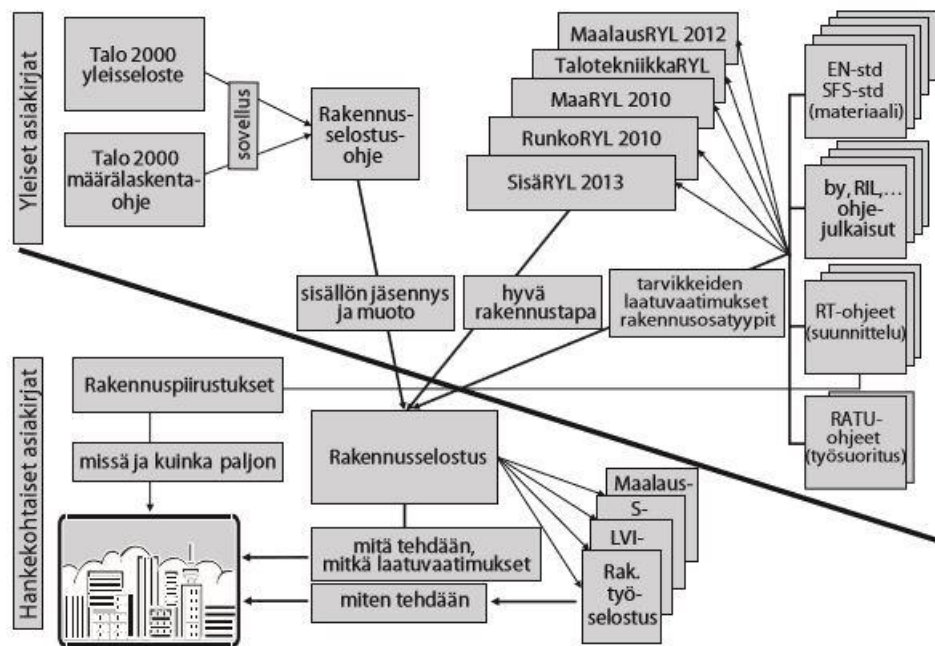 Yleiset asiakirjat
Talo 2000
yleisseloste
Talo 2000
määrälaskenta-
ohje
sovellus
Rakennus-
selostus-
ohje
MaalausRYL 2012
TalotekniikkaRYL
MaaRYL 2010
RunkoRYL 2010
SisäRYL 2013
EN-std
SFS-std
(materiaali)
by, RIL,...
ohje-
julkaisut
RT-ohjeet
(suunnittelu)
RATU-
ohjeet
(työsuoritus)
sisällön jäsennys
ja muoto
hyvä
rakennustapa
tarvikkeiden
laatuvaatimukset
rakennusosatyypit
Hankekohtaiset asiakirjat
Rakennuspiirustukset
missä ja kuinka paljon
Rakennusselostus
mitä tehdään,
mitkä laatuvaatimukset
miten tehdään
Maalaus-
S-
LVI-
Rak.
työ-
selostus